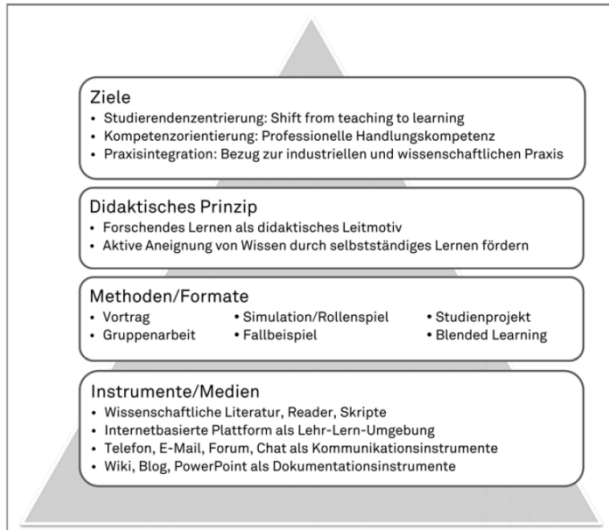 Ziele
• Studierendenzentrierung: Shift from teaching to learning
• Kompetenzorientierung: Professionelle Handlungskompetenz
• Praxisintegration: Bezug zur industriellen und wissenschaftlichen Praxis
Didaktisches Prinzip
• Forschendes Lernen als didaktisches Leitmotiv
• Aktive Aneignung von Wissen durch selbstständiges Lernen fördern
Methoden/Formate
• Vortrag • Simulation/Rollenspiel • Studienprojekt
• Gruppenarbeit • Fallbeispiel • Blended Learning
Instrumente/Medien
• Wissenschaftliche Literatur, Reader, Skripte
• Internetbasierte Plattform als Lehr-Lern-Umgebung
• Telefon, E-Mail, Forum, Chat als Kommunikationsinstrumente
• Wiki, Blog, PowerPoint als Dokumentationsinstrumente